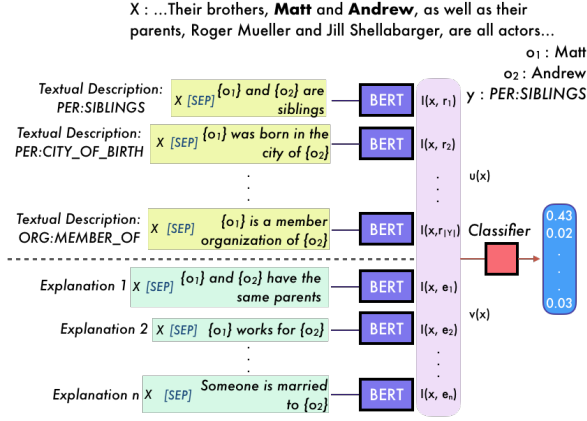 X : ...Their brothers, Matt and Andrew, as well as their
parents, Roger Mueller and Jill Shellabarger, are all actors...
o₁ : Matt
o₂ : Andrew
y : PER:SIBLINGS
Textual Description:
PER:SIBLINGS
X [SEP] {o₁} and {o₂} are
siblings
BERT
I(x, r₁)
Textual Description:
PER:CITY_OF_BIRTH
X [SEP] {o₁} was born in the
city of {o₂}
BERT
I(x, r₂)
u(x)
Textual Description:
ORG:MEMBER_OF
X [SEP] {o₁} is a member
organization of {o₂}
BERT
I(x,r|Y|)
Classifier
0.43
0.02
.
.
.
0.03
Explanation 1
X [SEP] {o₁} and {o₂} have the
same parents
BERT
I(x, e₁)
Explanation 2
X [SEP] {o₁} works for {o₂}
BERT
I(x, e₂)
v(x)
Explanation n
X [SEP] Someone is married
to {o₂}
BERT
I(x, eₙ)